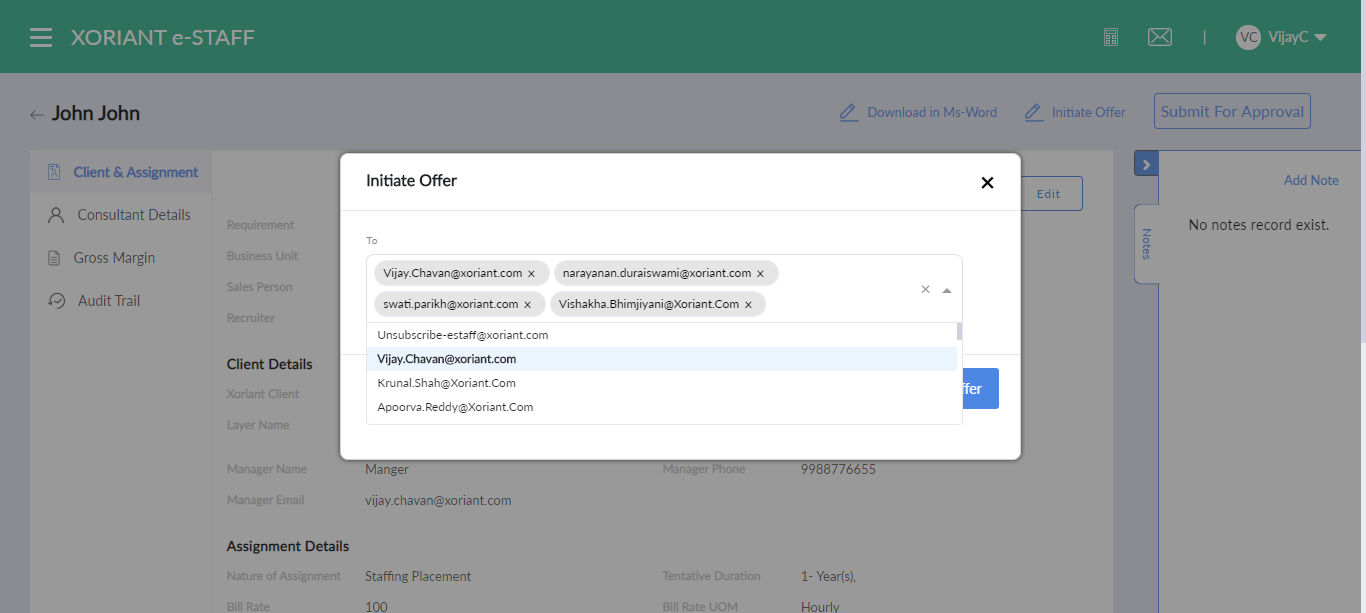 XORIANT e-STAFF
|
VC VijayC
← John John
Download in Ms-Word
Initiate Offer
Submit For Approval
Client & Assignment
Consultant Details
Gross Margin
Audit Trail
Initiate Offer
To
Vijay.Chavan@xoriant.com × narayanan.duraiswami@xoriant.com ×
swati.parikh@xoriant.com × Vishakha.Bhimjiyani@Xoriant.Com ×
Unsubscribe-estaff@xoriant.com
Vijay.Chavan@xoriant.com
Krunal.Shah@Xoriant.Com
Apoorva.Reddy@Xoriant.Com
Edit
Requirement
Business Unit
Sales Person
Recruiter
Client Details
Xoriant Client
Layer Name
Manager Name Manger Manager Phone 9988776655
Manager Email vijay.chavan@xoriant.com
Assignment Details
Nature of Assignment Staffing Placement Tentative Duration 1- Year(s),
Bill Rate 100 Bill Rate UOM Hourly
Add Note
Notes
No notes record exist.